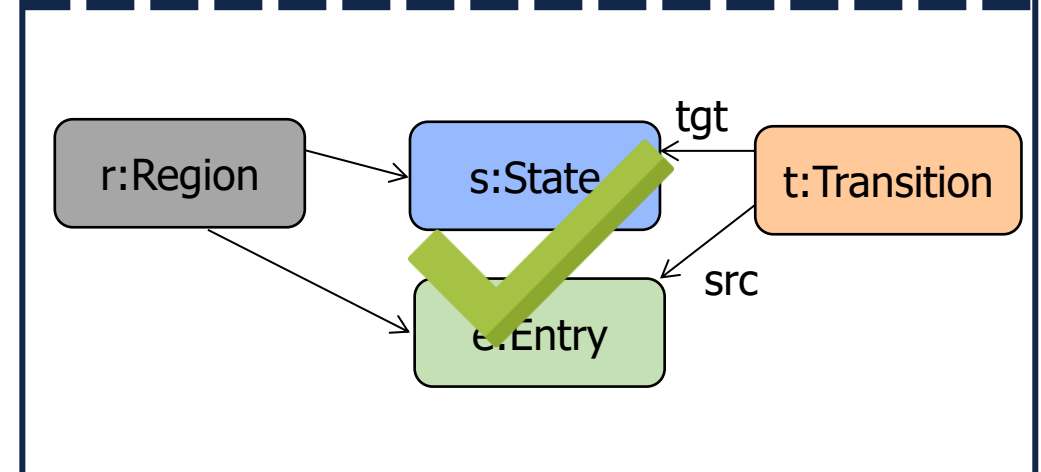 tgt
r:Region
s:State
t:Transition
src
e:Entry